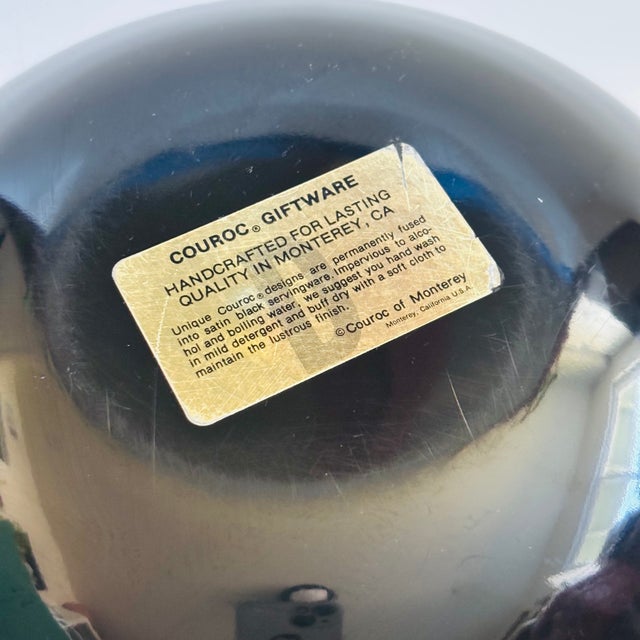 COUROC® GIFTWARE
HANDCRAFTED FOR LASTING
QUALITY IN MONTEREY, CA
Unique Couroc® designs are permanently fused
into satin black servingware. Impervious to alco-
hol and boiling water; we suggest you hand wash
in mild detergent and buff dry with a soft cloth to
maintain the lustrous finish.
©Couroc of Monterey
Monterey, California U.S.A.